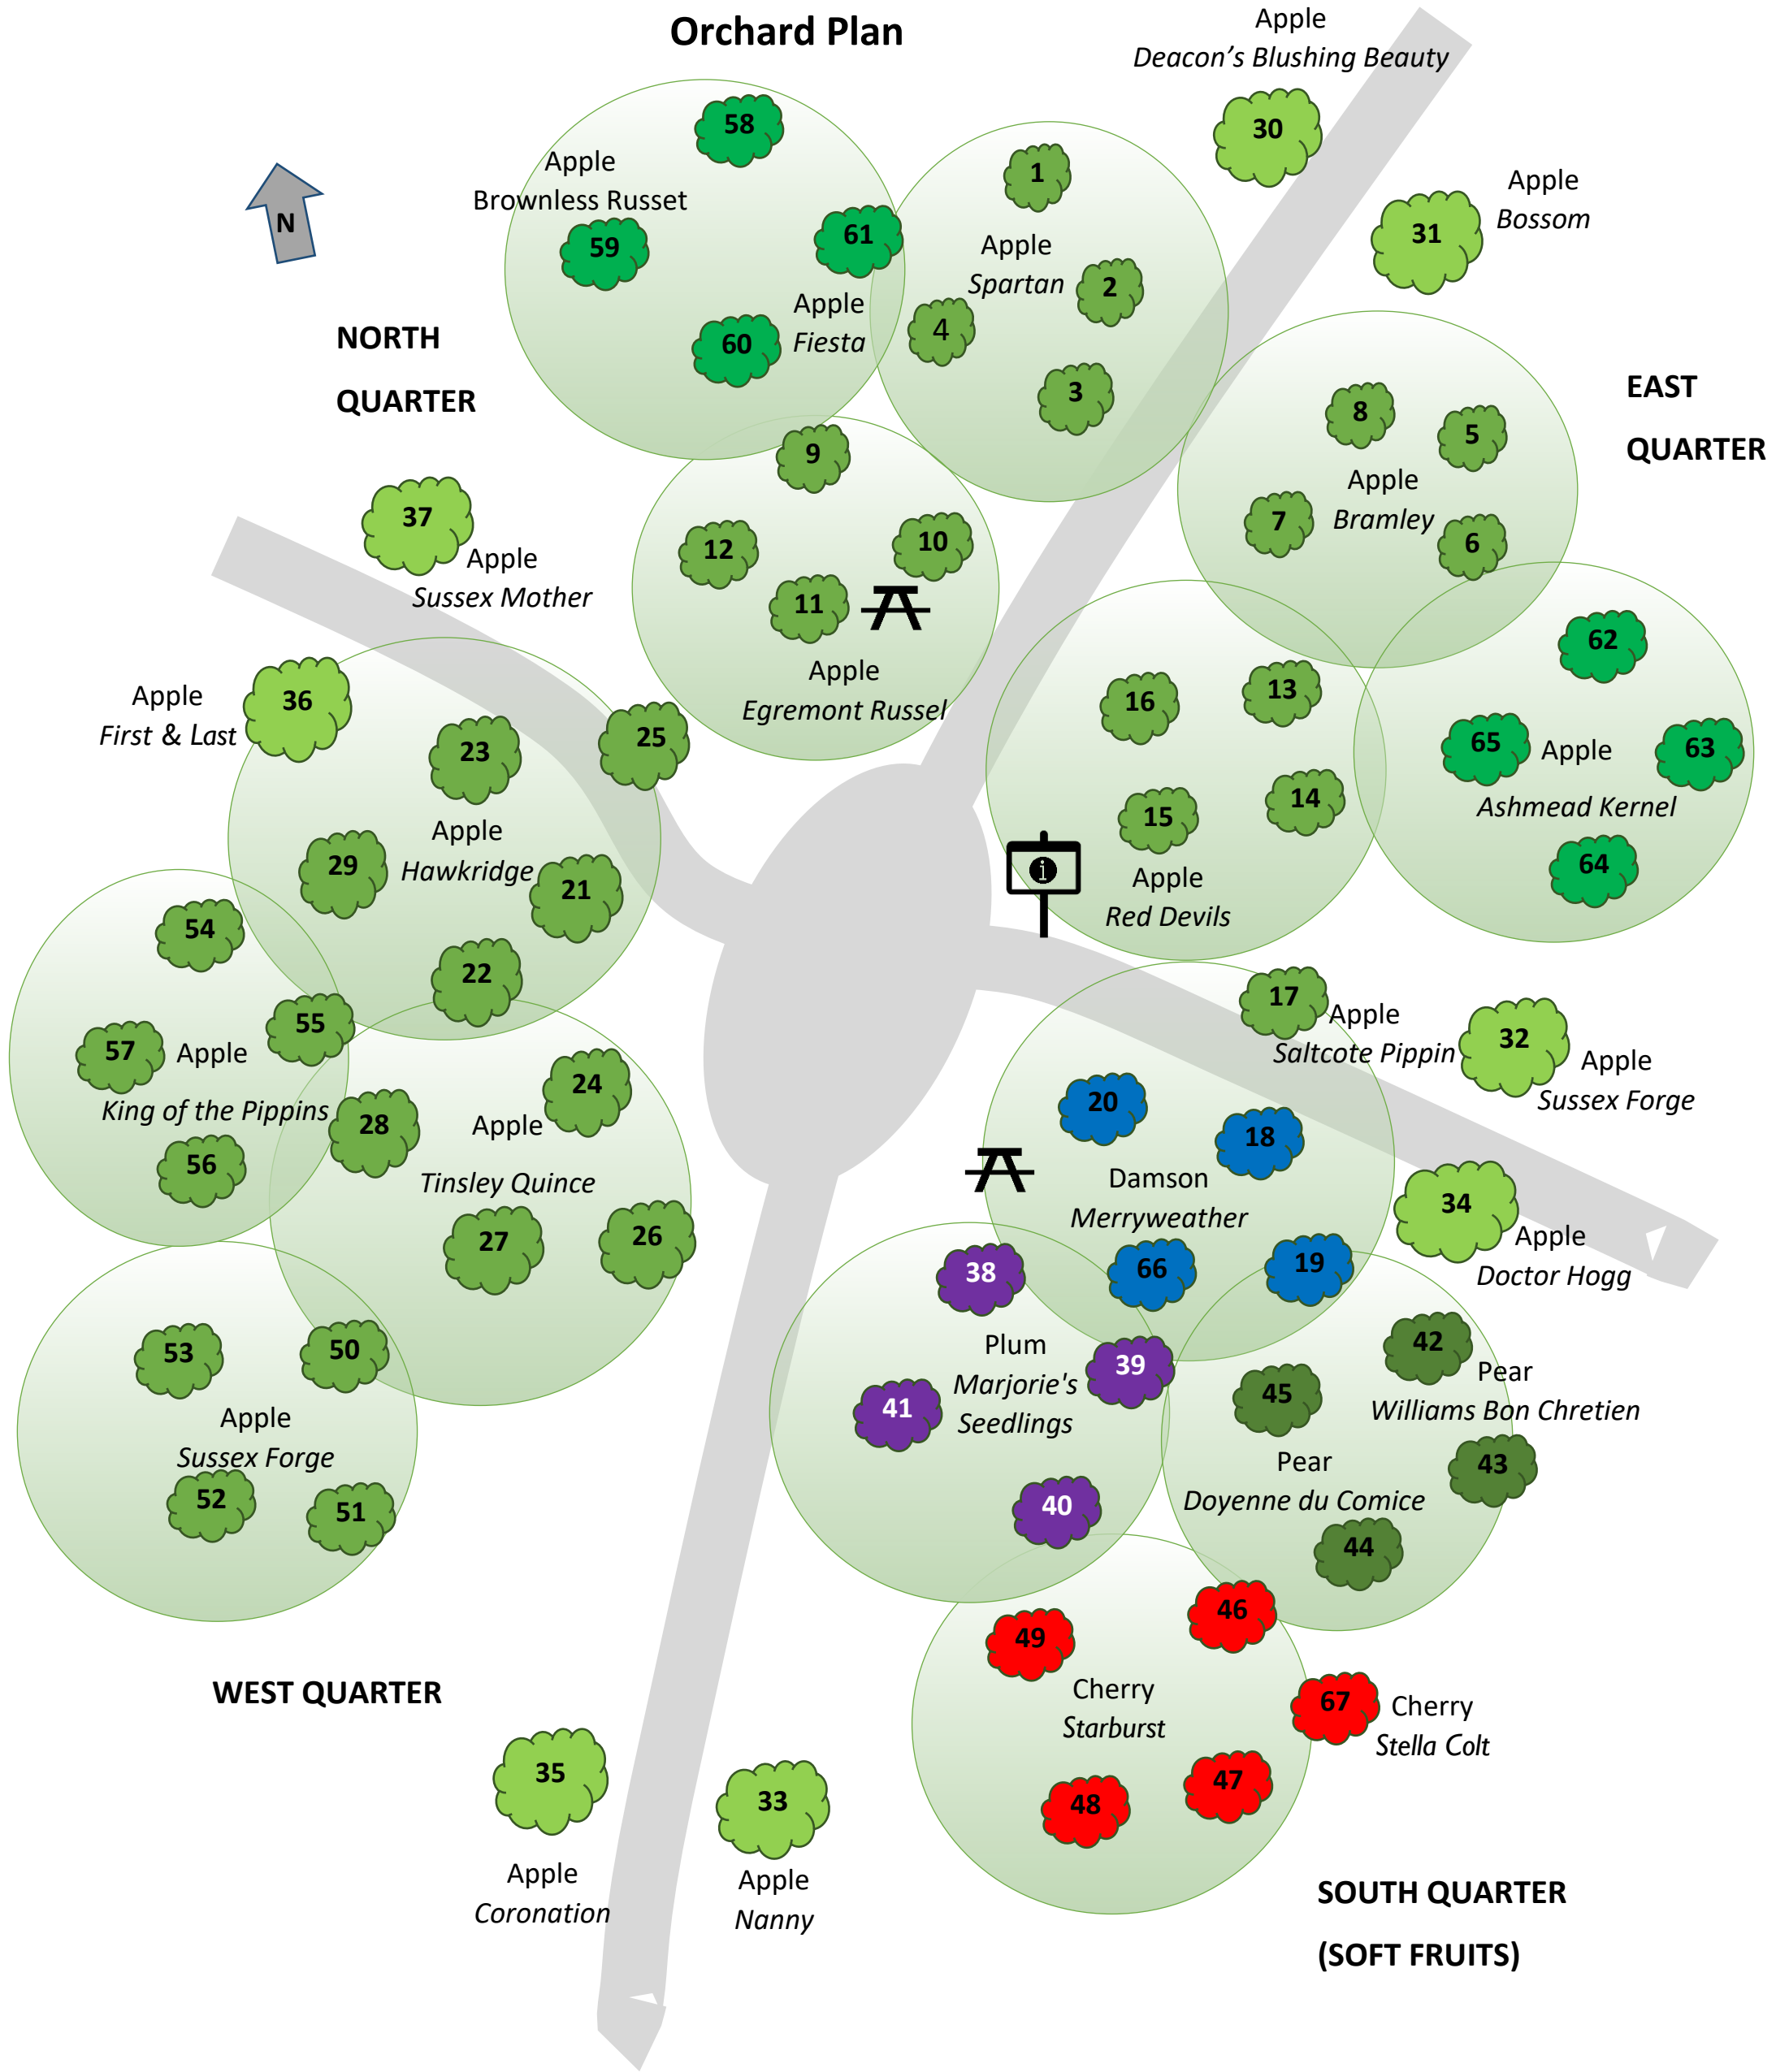 Orchard Plan
Apple
Deacon's Blushing Beauty
30
58
Apple
Brownless Russet
59
61
Apple
Fiesta
60
1
Apple
Spartan
2
4
3
31
Apple
Bossom
N
NORTH
QUARTER
EAST
QUARTER
8
5
Apple
Bramley
7
6
9
12
10
11
Apple
Egremont Russel
37
Apple
Sussex Mother
36
Apple
First & Last
23
25
Apple
Hawkridge
29
21
22
16
13
15
14
Apple
Red Devils
i
62
65
Apple
63
Ashmead Kernel
64
54
55
57
Apple
King of the Pippins
56
24
28
Apple
Tinsley Quince
27
26
17
Apple
Saltcote Pippin
32
Apple
Sussex Forge
20
18
Damson
Merryweather
66
19
34
Apple
Doctor Hogg
38
Plum
Marjorie's
Seedlings
39
41
40
42
Pear
Williams Bon Chretien
45
43
Pear
Doyenne du Comice
44
53
50
Apple
Sussex Forge
52
51
WEST QUARTER
49
46
Cherry
Starburst
67
Cherry
Stella Colt
48
47
35
Apple
Coronation
33
Apple
Nanny
SOUTH QUARTER
(SOFT FRUITS)